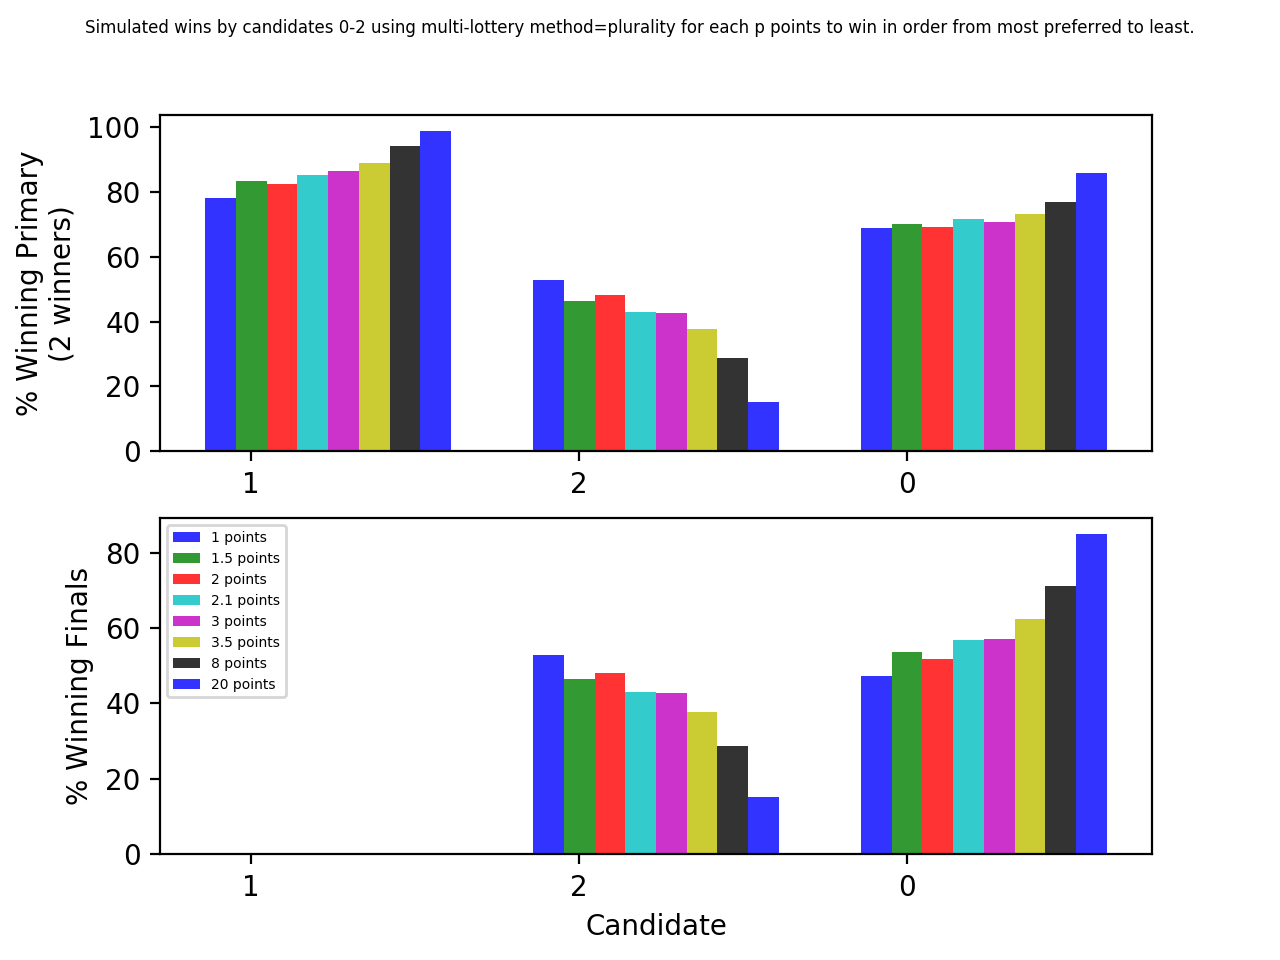 Simulated wins by candidates 0-2 using multi-lottery method=plurality for each p points to win in order from most preferred to least.
% Winning Primary
(2 winners)
100
80
60
40
20
0
1
2
0
% Winning Finals
80
60
40
20
0
1 points
1.5 points
2 points
2.1 points
3 points
3.5 points
8 points
20 points
1
2
0
Candidate